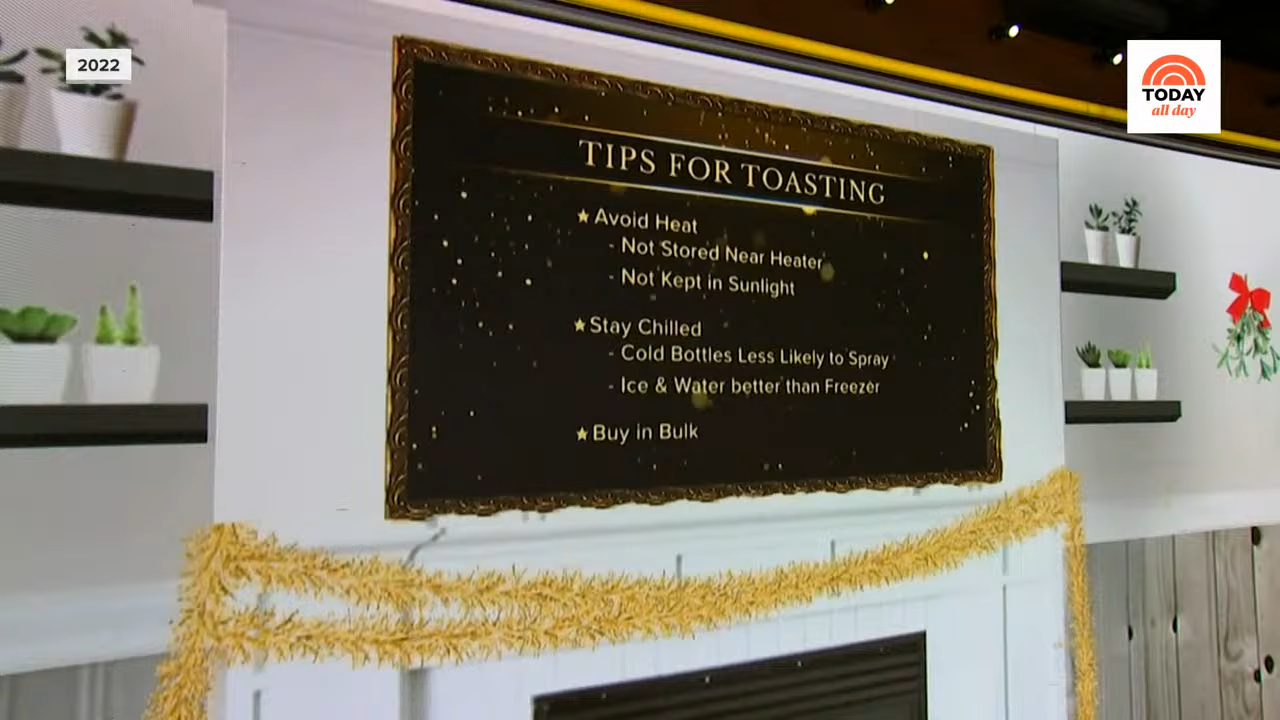 2022
TODAY
all day
TIPS FOR TOASTING
★ Avoid Heat
- Not Stored Near Heater
- Not Kept in Sunlight
★ Stay Chilled
- Cold Bottles Less Likely to Spray
- Ice & Water better than Freezer
★ Buy in Bulk